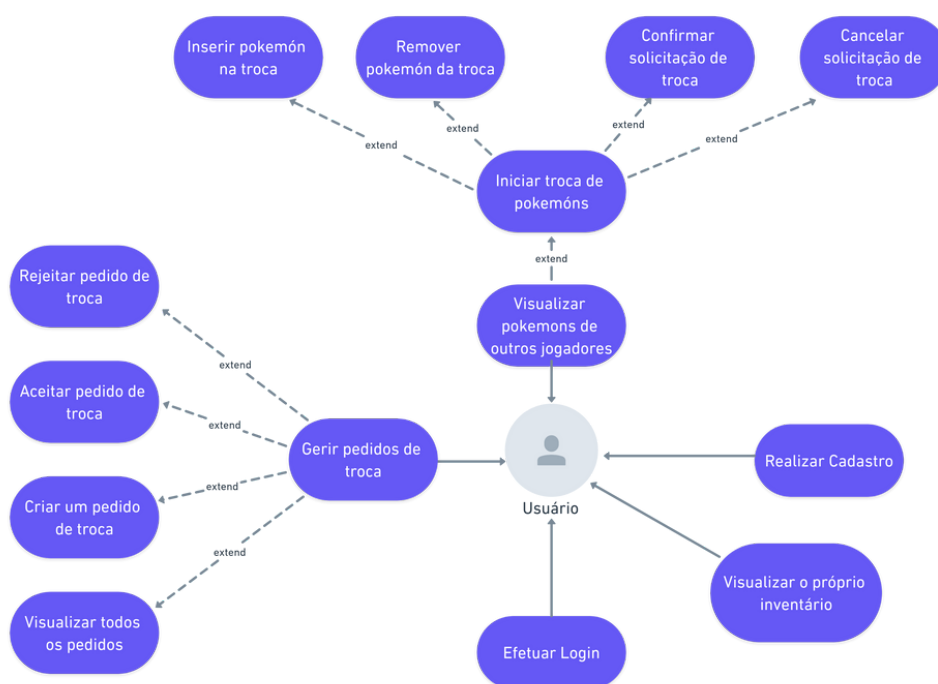 Inserir pokemón
na troca
Remover
pokemón da troca
Confirmar
solicitação de
troca
Cancelar
solicitação de
troca
extend
extend
extend
extend
Iniciar troca de
pokemóns
extend
Visualizar
pokemons de
outros jogadores
Rejeitar pedido de
troca
extend
Aceitar pedido de
troca
extend
Gerir pedidos de
troca
extend
Criar um pedido
de troca
extend
Visualizar todos
os pedidos
Usuário
Realizar Cadastro
Visualizar o próprio
inventário
Efetuar Login